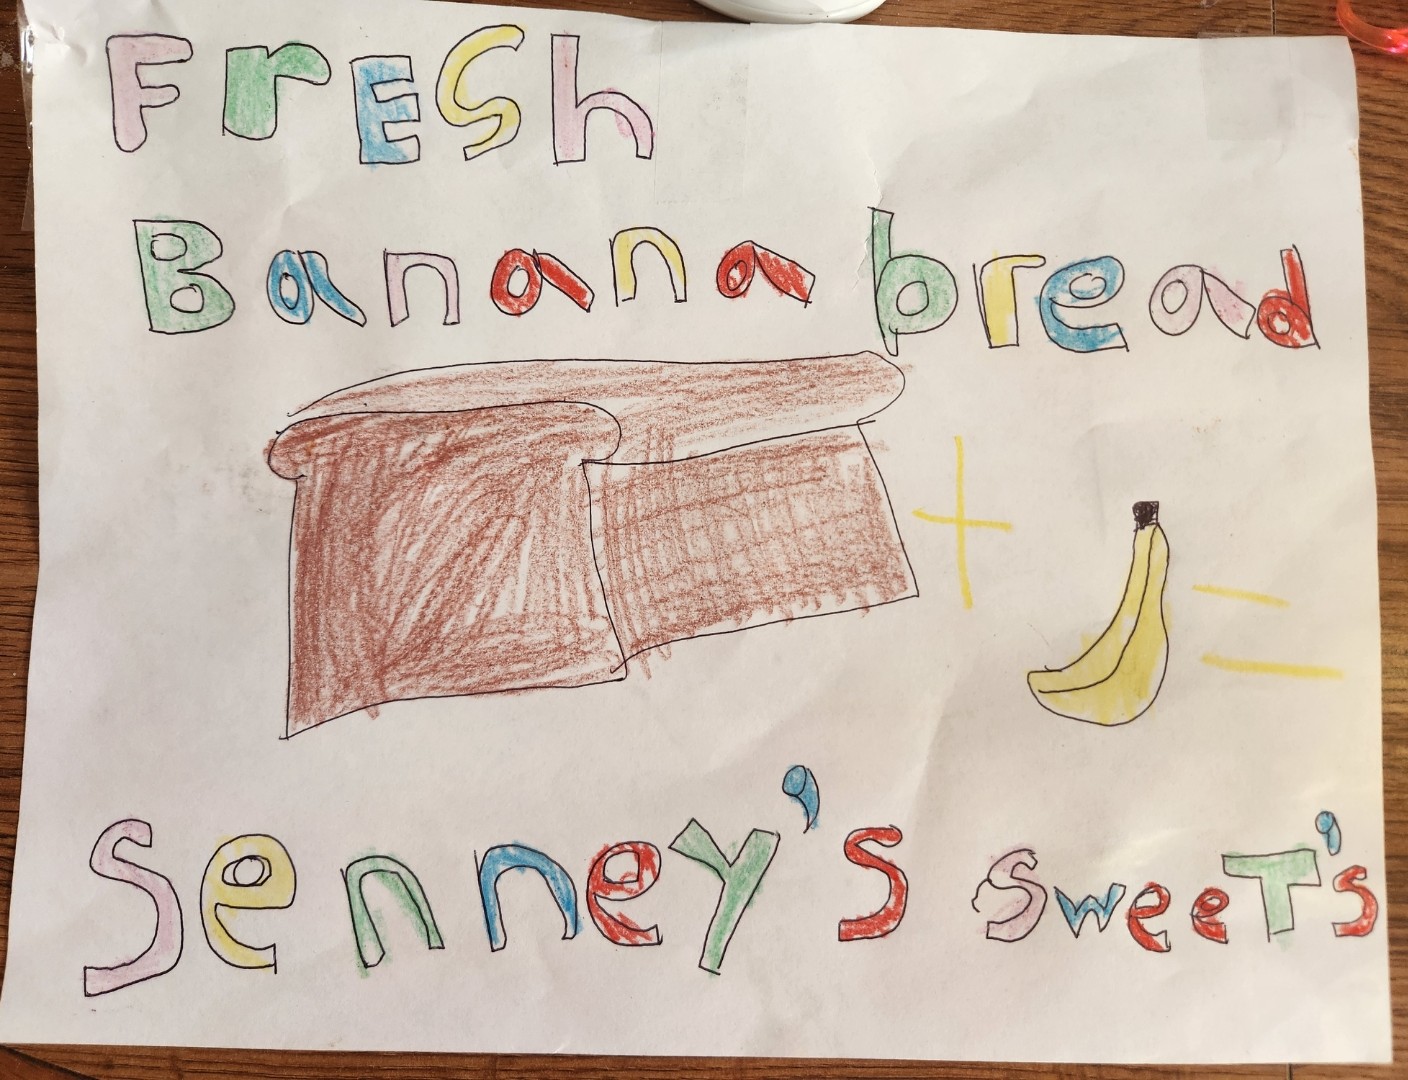 FrESh
Banana bread
+ =
Senney's SweeT's